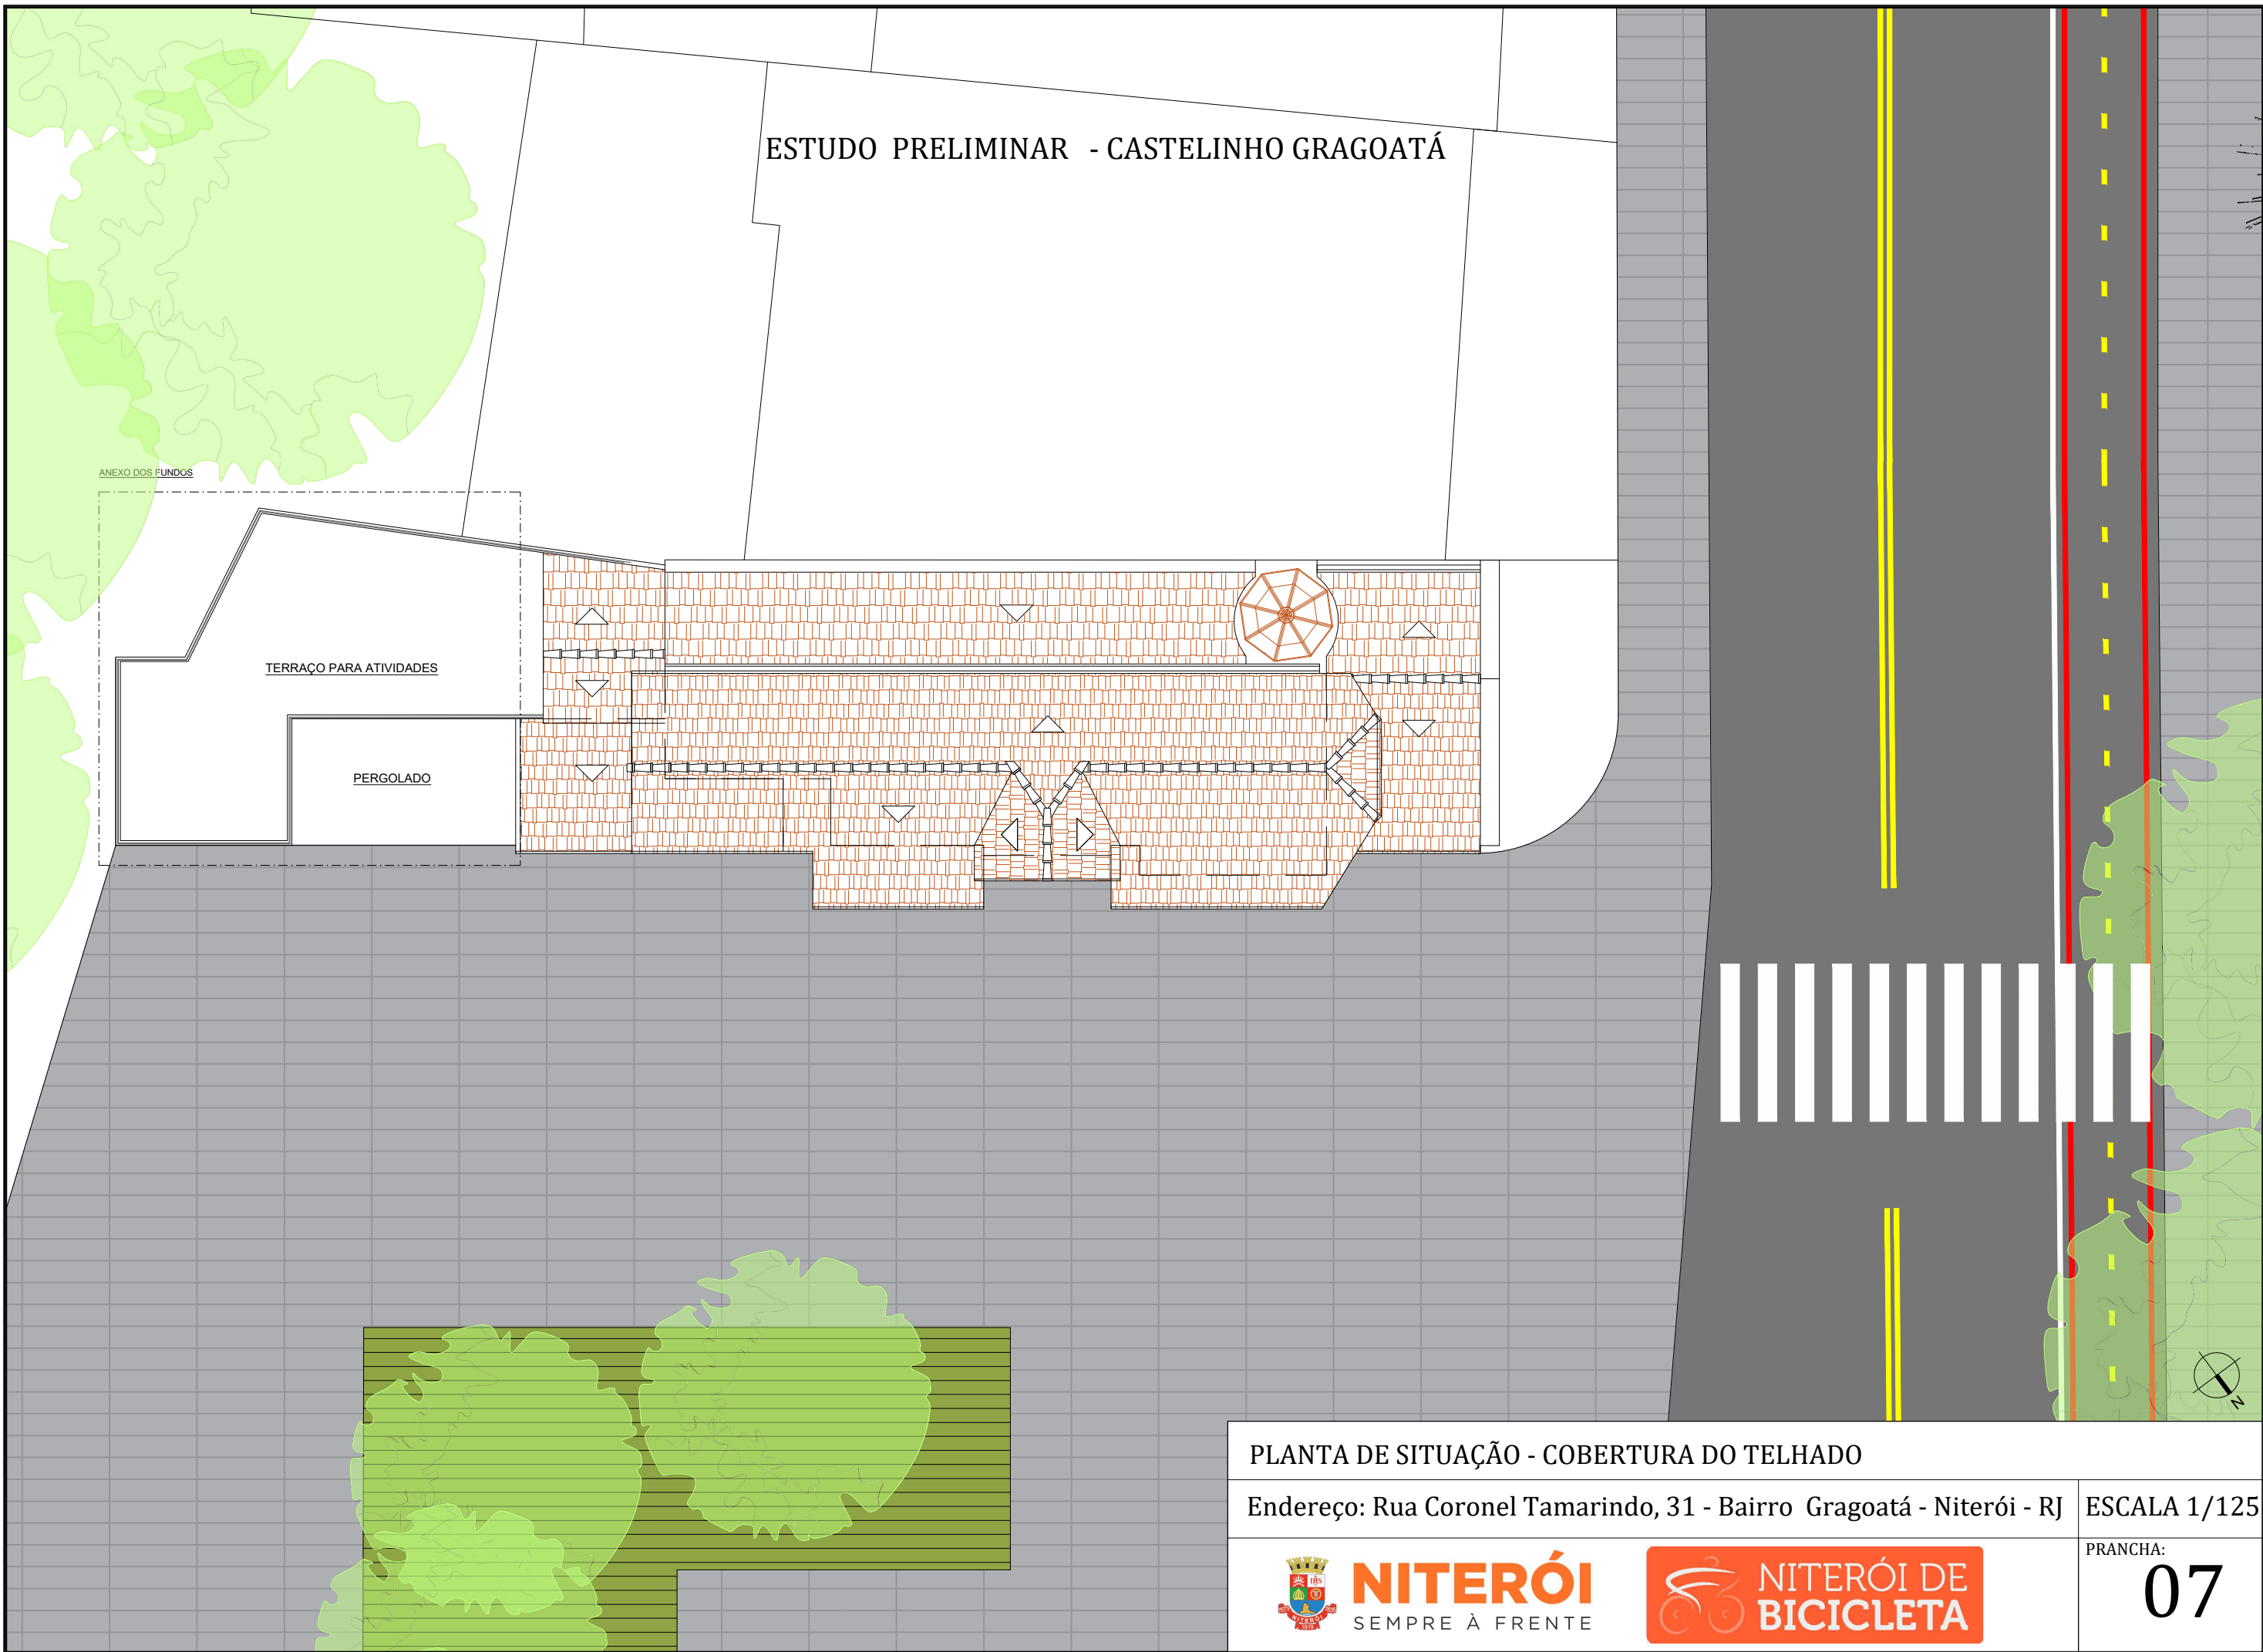 ESTUDO PRELIMINAR - CASTELINHO GRAGOATÁ
ANEXO DOS FUNDOS
TERRAÇO PARA ATIVIDADES
PERGOLADO
N
PLANTA DE SITUAÇÃO - COBERTURA DO TELHADO
Endereço: Rua Coronel Tamarindo, 31 - Bairro Gragoatá - Niterói - RJ
ESCALA 1/125
NITERÓI
SEMPRE À FRENTE
NITERÓI DE
BICICLETA
PRANCHA:
07